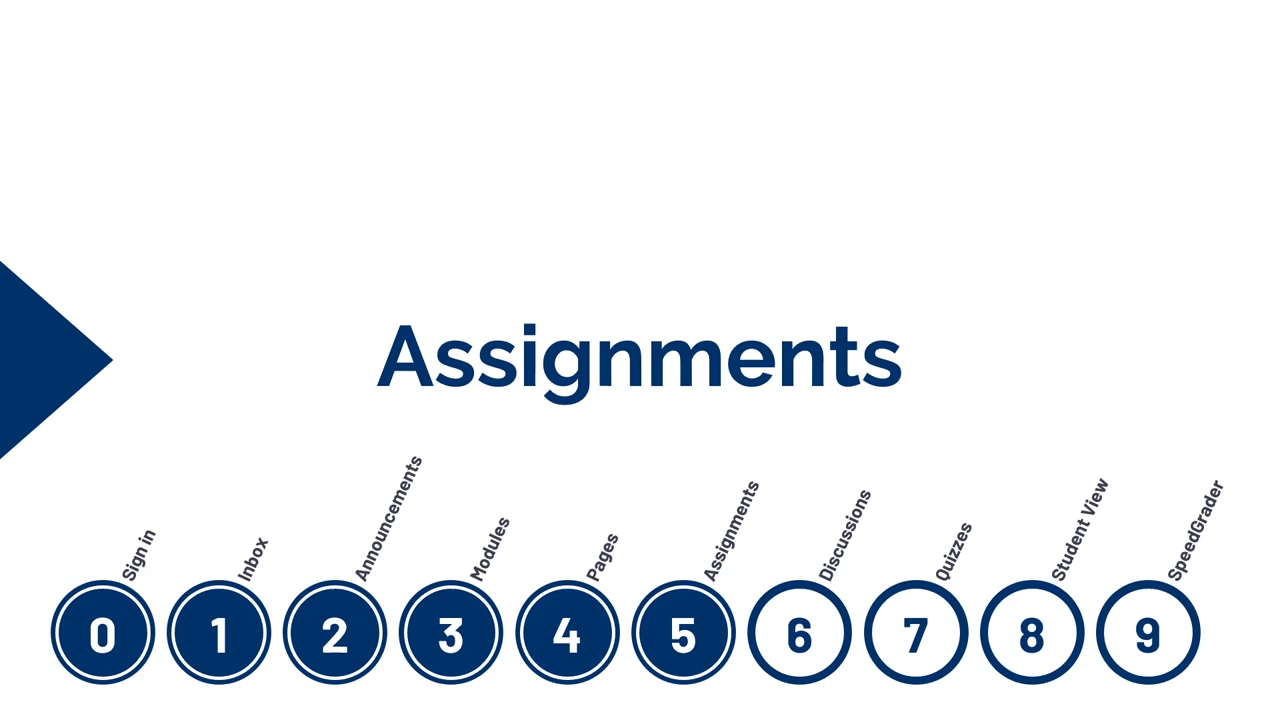 Assignments
Sign in
Inbox
Announcements
Modules
Pages
Assignments
Discussions
Quizzes
Student View
SpeedGrader
0
1
2
3
4
5
6
7
8
9